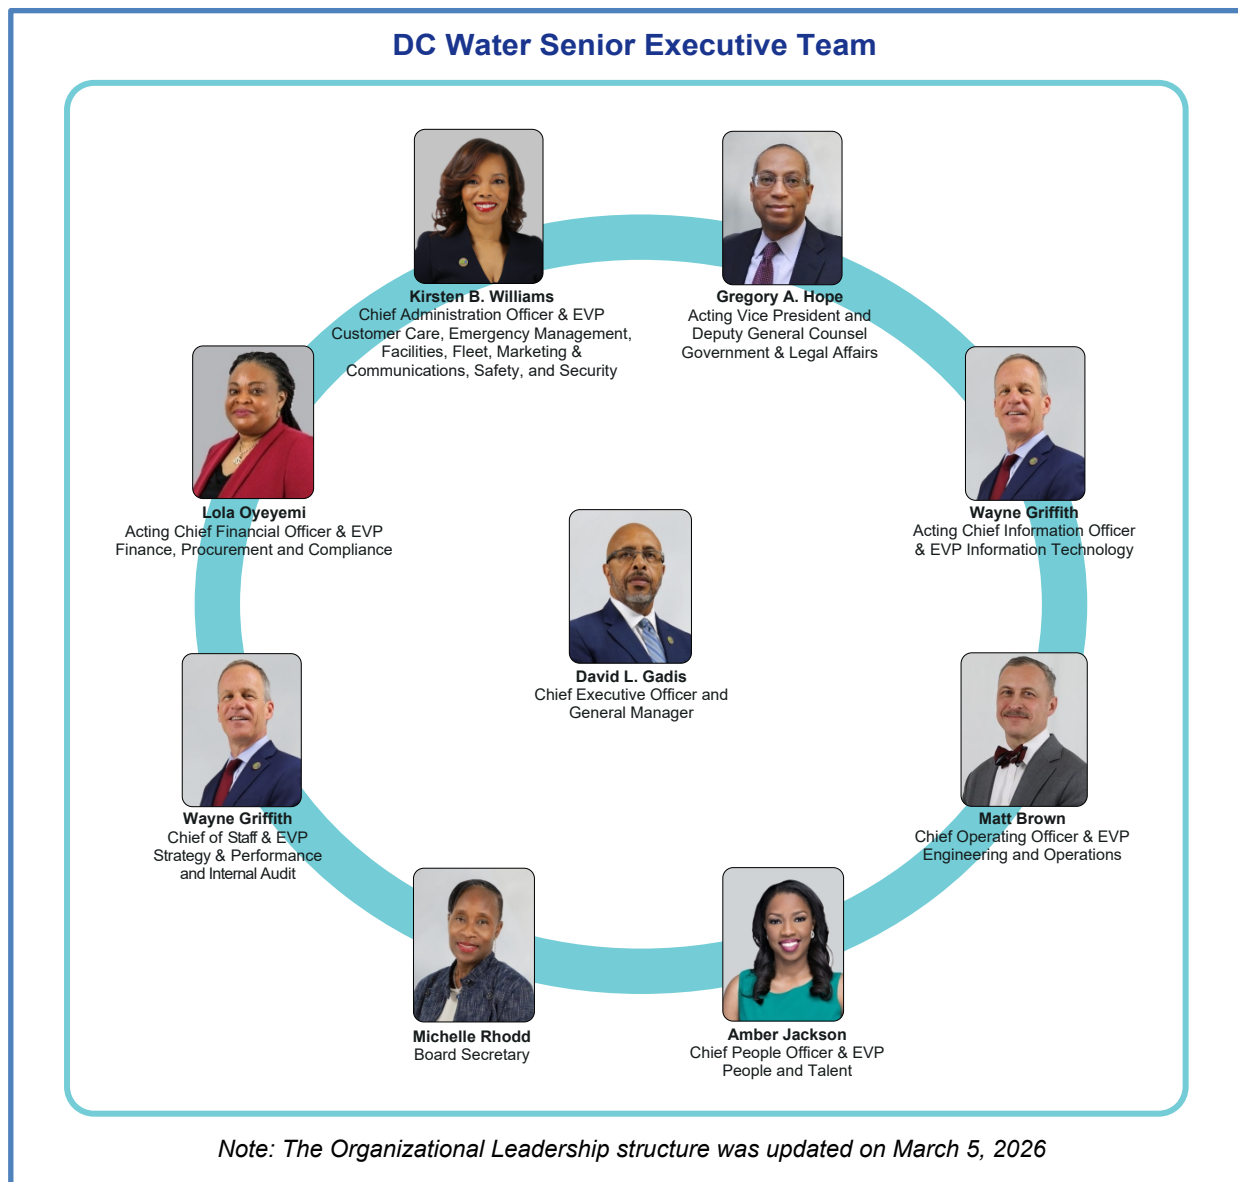 DC Water Senior Executive Team
Kirsten B. Williams
Chief Administration Officer & EVP
Customer Care, Emergency Management,
Facilities, Fleet, Marketing &
Communications, Safety, and Security
Gregory A. Hope
Acting Vice President and
Deputy General Counsel
Government & Legal Affairs
Lola Oyeyemi
Acting Chief Financial Officer & EVP
Finance, Procurement and Compliance
Wayne Griffith
Acting Chief Information Officer
& EVP Information Technology
David L. Gadis
Chief Executive Officer and
General Manager
Wayne Griffith
Chief of Staff & EVP
Strategy & Performance
and Internal Audit
Matt Brown
Chief Operating Officer & EVP
Engineering and Operations
Michelle Rhodd
Board Secretary
Amber Jackson
Chief People Officer & EVP
People and Talent
Note: The Organizational Leadership structure was updated on March 5, 2026